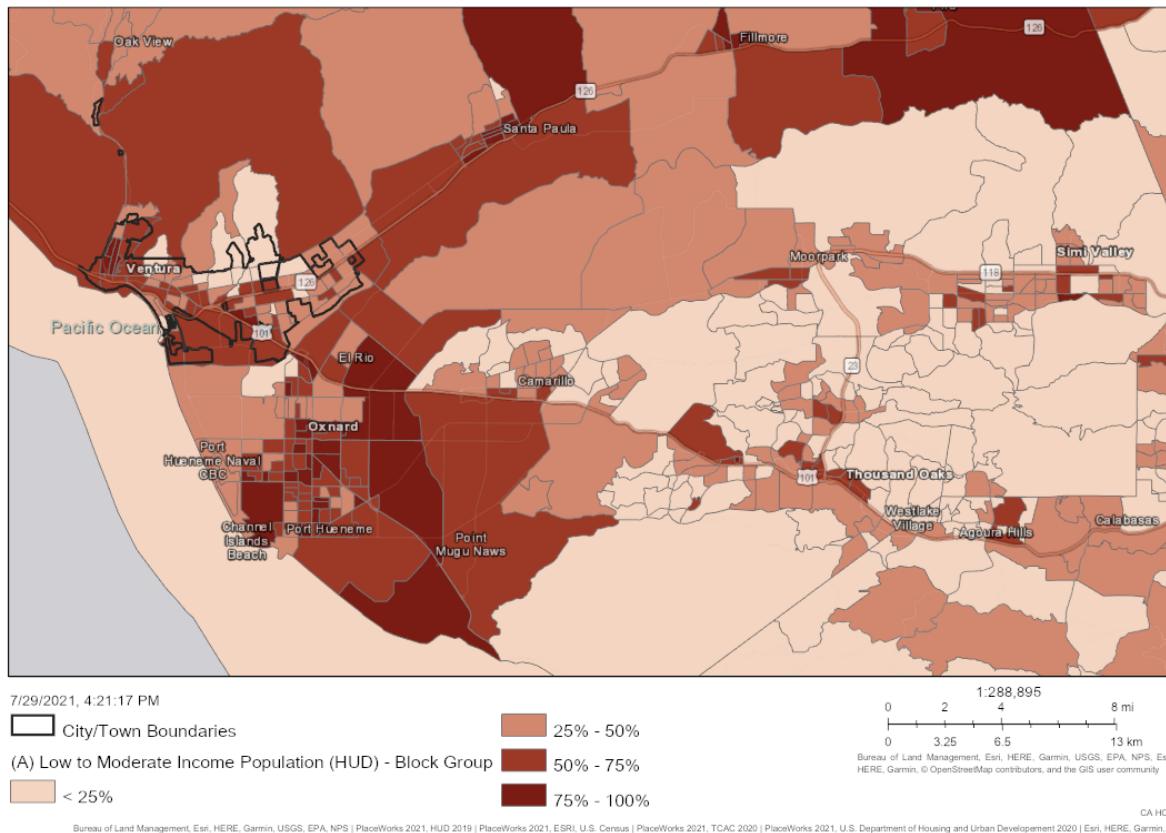 Oak View
Fillmore
126
126
Santa Paula
Ventura
126
Moorpark
Simi Valley
118
Pacific Ocean
101
El Rio
23
Camarillo
Oxnard
Port
Hueneme Naval
CBC
101
Thousand Oaks
Westlake
Village
Channel
Islands
Beach
Port Hueneme
Point
Mugu Naws
Agoura Hills
Calabasas
7/29/2021, 4:21:17 PM
City/Town Boundaries
(A) Low to Moderate Income Population (HUD) - Block Group
< 25%
25% - 50%
50% - 75%
75% - 100%
1:288,895
0 2 4 8 mi
0 3.25 6.5 13 km
Bureau of Land Management, Esri, HERE, Garmin, USGS, EPA, NPS, Es
HERE, Garmin, © OpenStreetMap contributors, and the GIS user community
CA HC
Bureau of Land Management, Esri, HERE, Garmin, USGS, EPA, NPS | PlaceWorks 2021, HUD 2019 | PlaceWorks 2021, ESRI, U.S. Census | PlaceWorks 2021, TCAC 2020 | PlaceWorks 2021, U.S. Department of Housing and Urban Developement 2020 | Esri, HERE, Garmin,